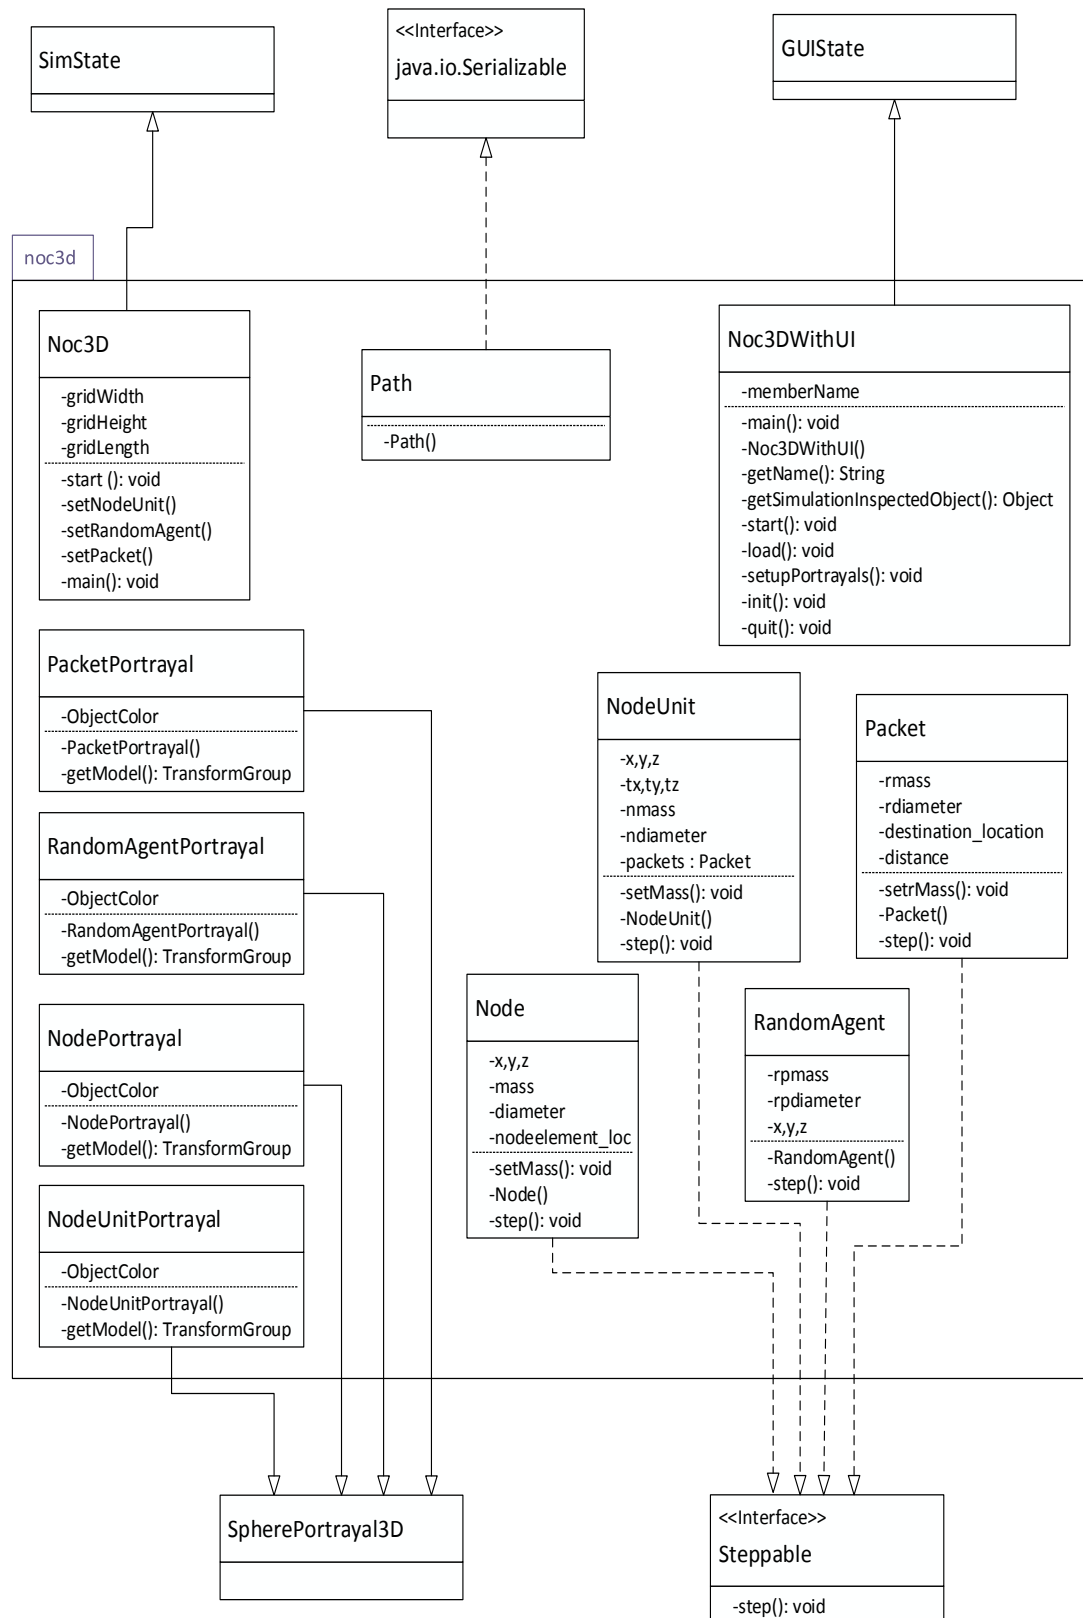 SimState
<<Interface>>
java.io.Serializable
GUIState
noc3d
Noc3D
-gridWidth
-gridHeight
-gridLength
-start (): void
-setNodeUnit()
-setRandomAgent()
-setPacket()
-main(): void
Path
-Path()
Noc3DWithUI
-memberName
-main(): void
-Noc3DWithUI()
-getName(): String
-getSimulationInspectedObject(): Object
-start(): void
-load(): void
-setupPortrayals(): void
-init(): void
-quit(): void
PacketPortrayal
-ObjectColor
-PacketPortrayal()
-getModel(): TransformGroup
RandomAgentPortrayal
-ObjectColor
-RandomAgentPortrayal()
-getModel(): TransformGroup
NodePortrayal
-ObjectColor
-NodePortrayal()
-getModel(): TransformGroup
NodeUnitPortrayal
-ObjectColor
-NodeUnitPortrayal()
-getModel(): TransformGroup
NodeUnit
-x,y,z
-tx,ty,tz
-nmass
-ndiameter
-packets : Packet
-setMass(): void
-NodeUnit()
-step(): void
Packet
-rmass
-rdiameter
-destination_location
-distance
-setrMass(): void
-Packet()
-step(): void
Node
-x,y,z
-mass
-diameter
-nodeelement_loc
-setMass(): void
-Node()
-step(): void
RandomAgent
-rpmass
-rpdiameter
-x,y,z
-RandomAgent()
-step(): void
SpherePortrayal3D
<<Interface>>
Steppable
-step(): void